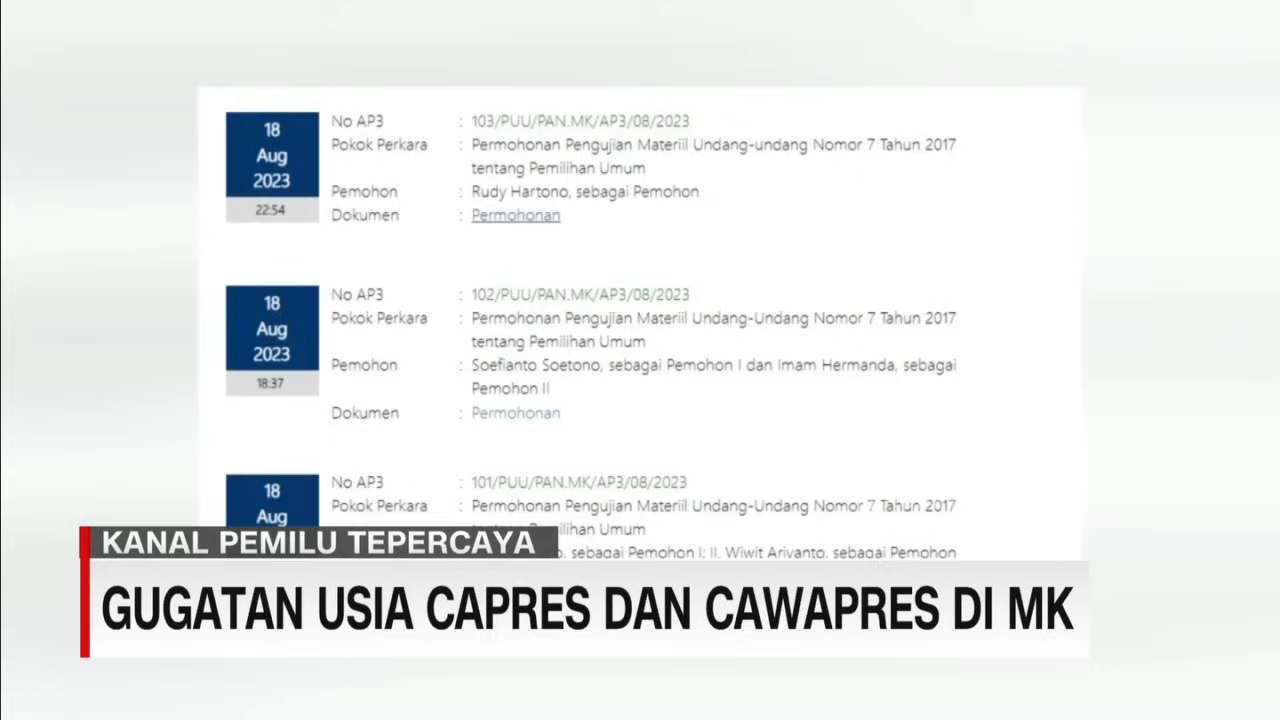 18
Aug
2023
22:54
No AP3 : 103/PUU/PAN.MK/AP3/08/2023
Pokok Perkara : Permohonan Pengujian Materiil Undang-undang Nomor 7 Tahun 2017
tentang Pemilihan Umum
Pemohon : Rudy Hartono, sebagai Pemohon
Dokumen : Permohonan
18
Aug
2023
18:37
No AP3 : 102/PUU/PAN.MK/AP3/08/2023
Pokok Perkara : Permohonan Pengujian Materiil Undang-Undang Nomor 7 Tahun 2017
tentang Pemilihan Umum
Pemohon : Soefianto Soetono, sebagai Pemohon I dan Imam Hermanda, sebagai
Pemohon II
Dokumen : Permohonan
18
Aug
No AP3 : 101/PUU/PAN.MK/AP3/08/2023
Pokok Perkara : Permohonan Pengujian Materiil Undang-Undang Nomor 7 Tahun 2017
Pemilihan Umum
sebagai Pemohon I; II. Wiwit Ariyanto, sebagai Pemohon
KANAL PEMILU TEPERCAYA
GUGATAN USIA CAPRES DAN CAWAPRES DI MK